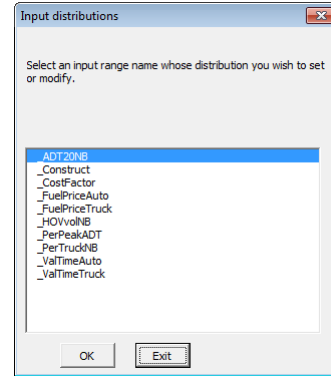 Input distributions
Select an input range name whose distribution you wish to set
or modify.
_ADT20NB
_Construct
_CostFactor
_FuelPriceAuto
_FuelPriceTruck
_HOVvolNB
_PerPeakADT
_PerTruckNB
_ValTimeAuto
_ValTimeTruck
OK Exit